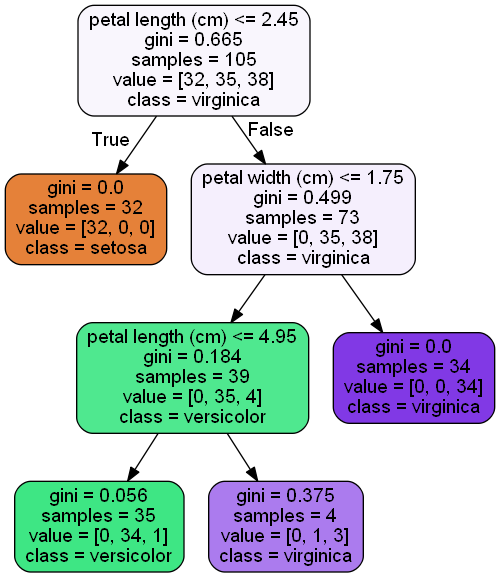 petal length (cm) <= 2.45
gini = 0.665
samples = 105
value = [32, 35, 38]
class = virginica
True
False
gini = 0.0
samples = 32
value = [32, 0, 0]
class = setosa
petal width (cm) <= 1.75
gini = 0.499
samples = 73
value = [0, 35, 38]
class = virginica
petal length (cm) <= 4.95
gini = 0.184
samples = 39
value = [0, 35, 4]
class = versicolor
gini = 0.0
samples = 34
value = [0, 0, 34]
class = virginica
gini = 0.056
samples = 35
value = [0, 34, 1]
class = versicolor
gini = 0.375
samples = 4
value = [0, 1, 3]
class = virginica